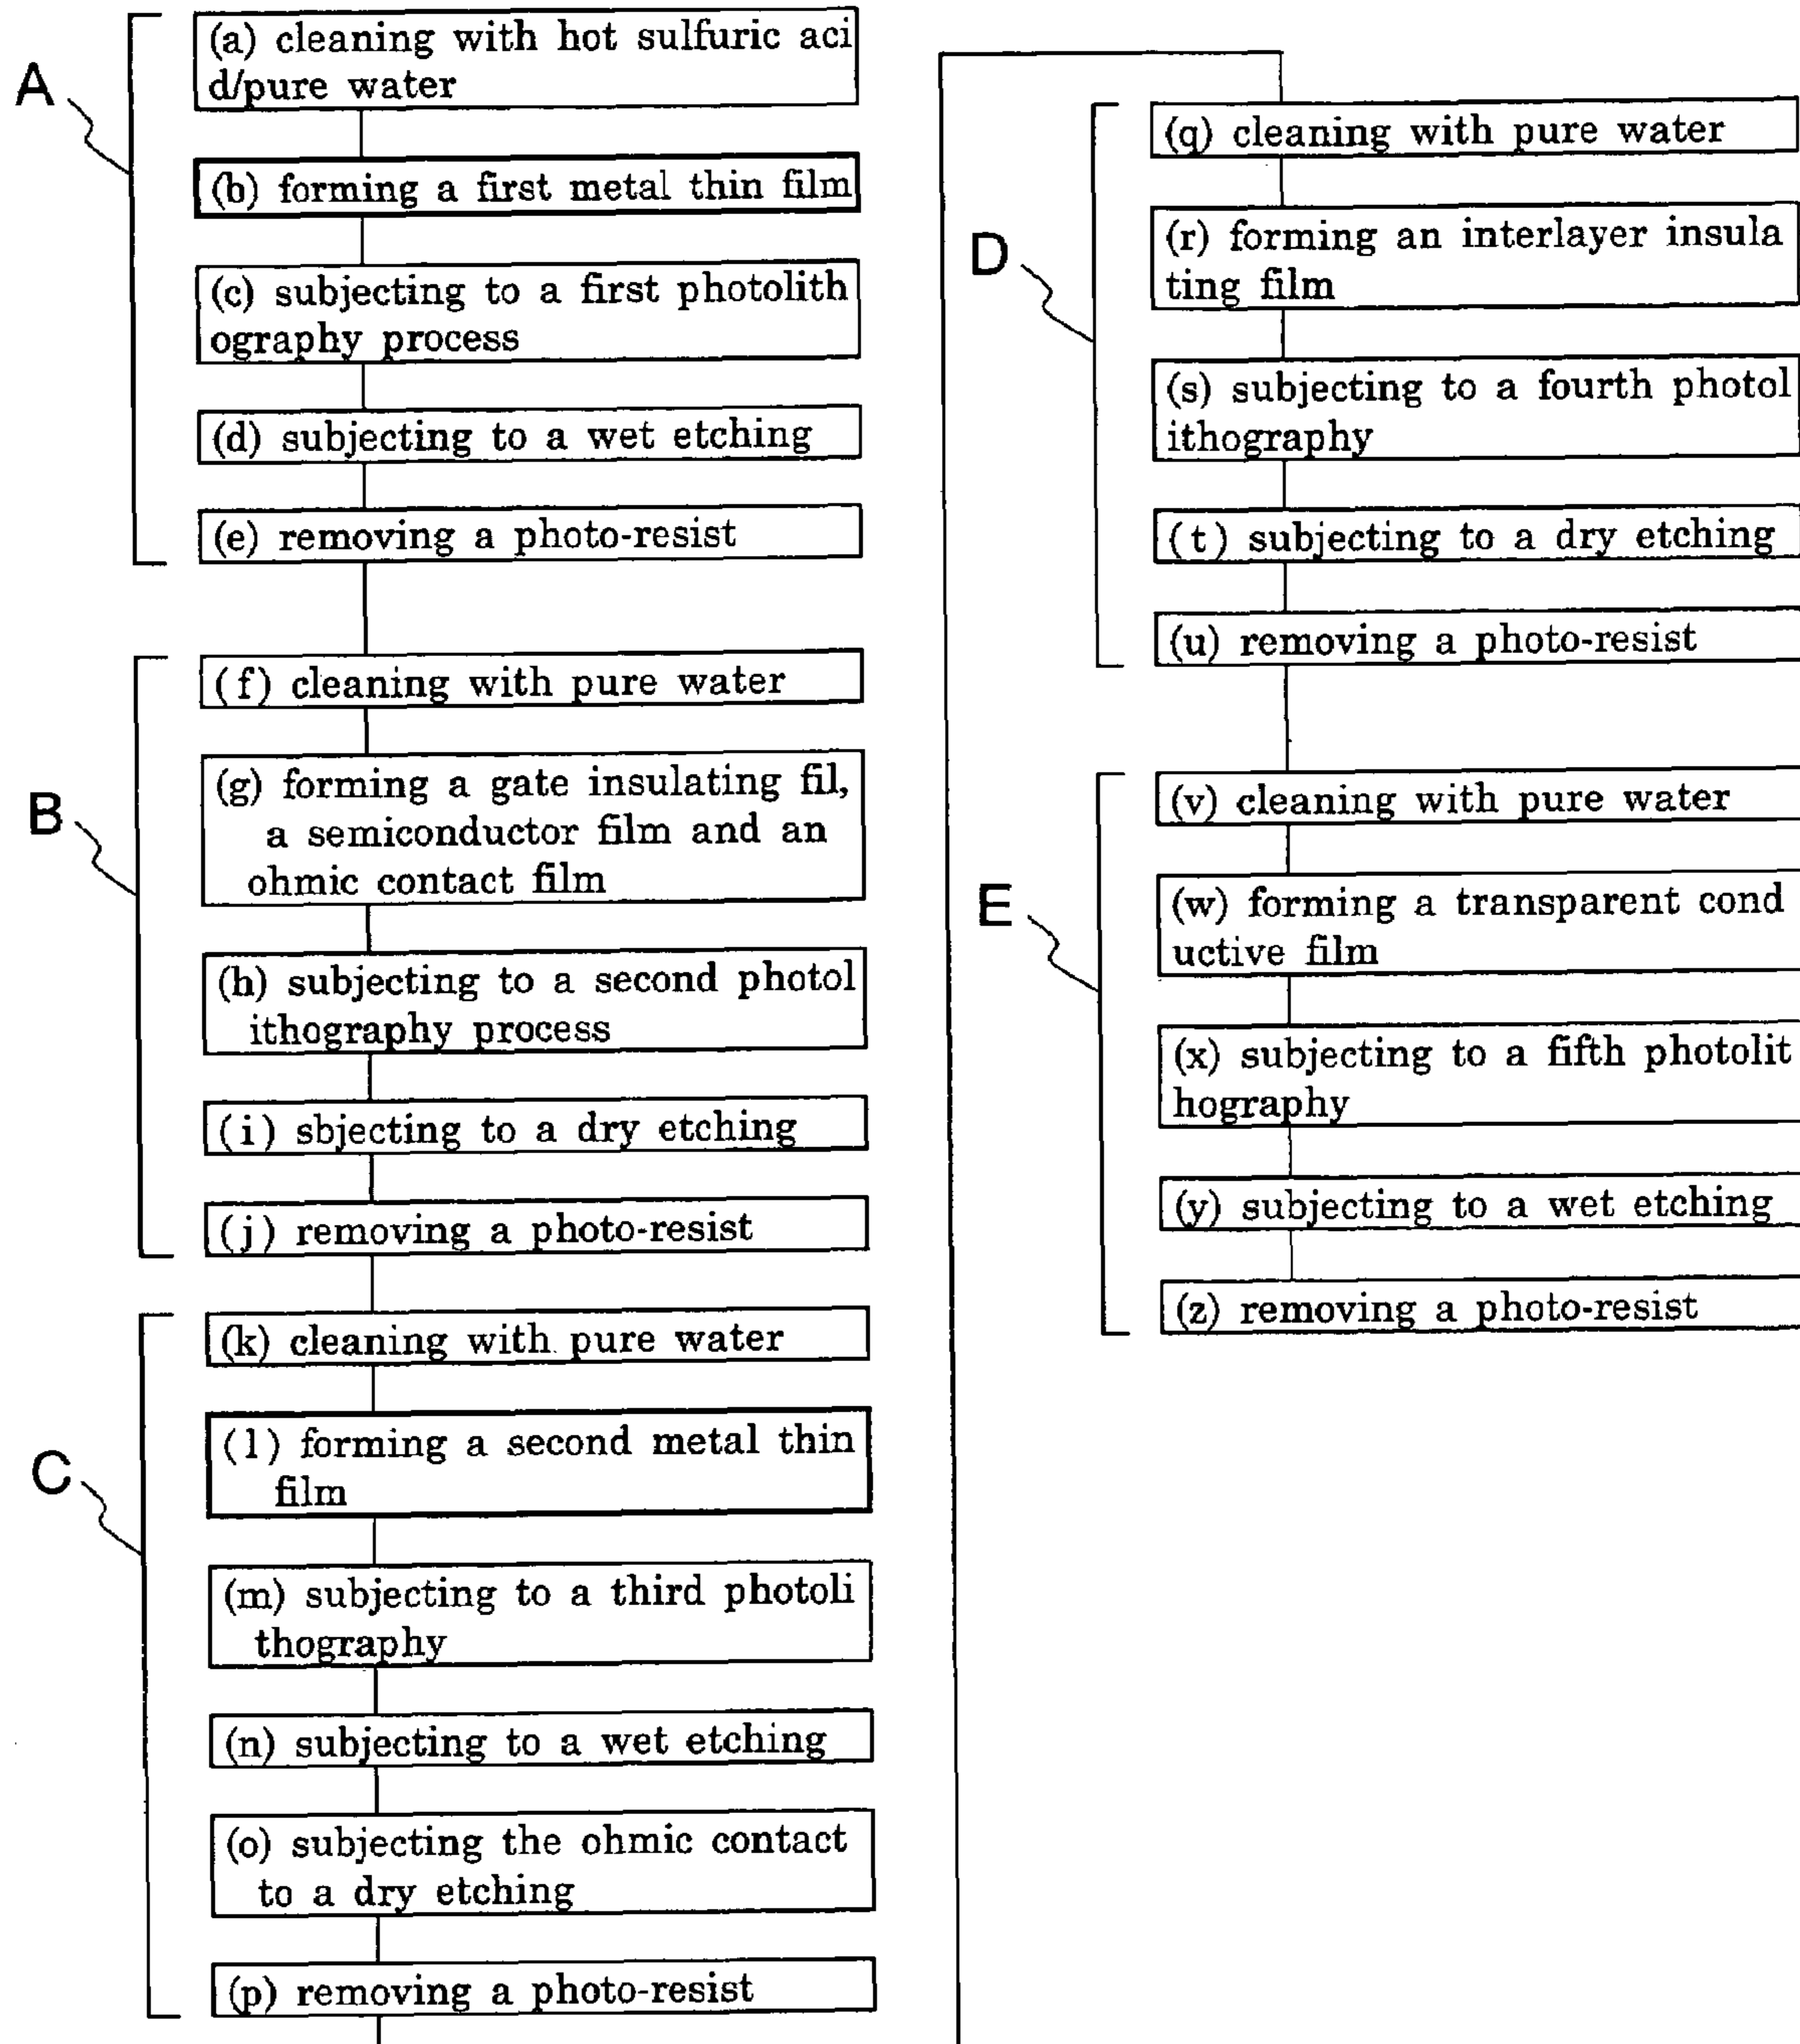 A
(a) cleaning with hot sulfuric aci
d/pure water
(b) forming a first metal thin film
(c) subjecting to a first photolith
ography process
(d) subjecting to a wet etching
(e) removing a photo-resist
B
(f) cleaning with pure water
(g) forming a gate insulating fil,
a semiconductor film and an
ohmic contact film
(h) subjecting to a second photol
ithography process
(i) sbjecting to a dry etching
(j) removing a photo-resist
C
(k) cleaning with pure water
(l) forming a second metal thin
film
(m) subjecting to a third photoli
thography
(n) subjecting to a wet etching
(o) subjecting the ohmic contact
to a dry etching
(p) removing a photo-resist
D
(q) cleaning with pure water
(r) forming an interlayer insula
ting film
(s) subjecting to a fourth photol
ithography
(t) subjecting to a dry etching
(u) removing a photo-resist
E
(v) cleaning with pure water
(w) forming a transparent cond
uctive film
(x) subjecting to a fifth photolit
hography
(y) subjecting to a wet etching
(z) removing a photo-resist